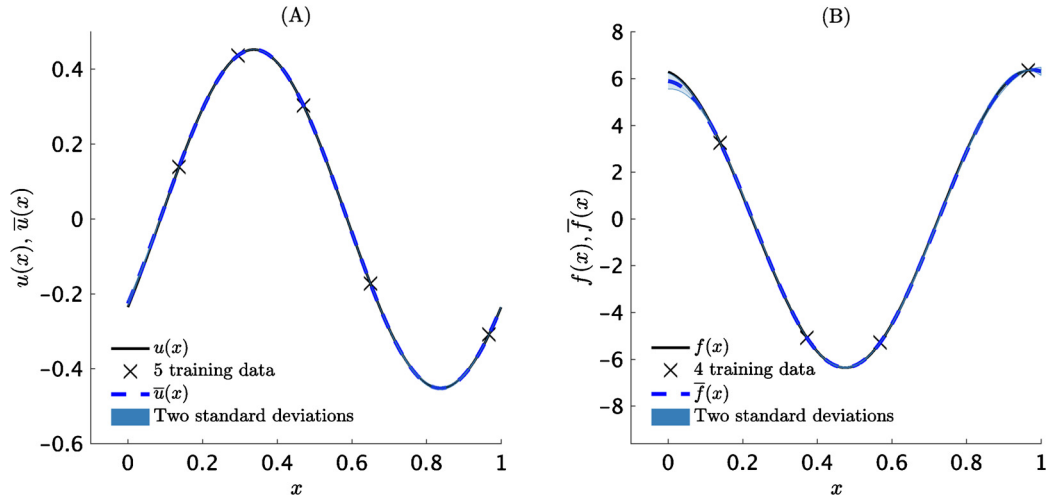 (A)
0.4
0.2
0
−0.2
−0.4
−0.6
u(x), u̅(x)
u(x)
5 training data
u̅(x)
Two standard deviations
0 0.2 0.4 0.6 0.8 1
x
(B)
8
6
4
2
0
−2
−4
−6
−8
f(x), f̅(x)
f(x)
4 training data
f̅(x)
Two standard deviations
0 0.2 0.4 0.6 0.8 1
x